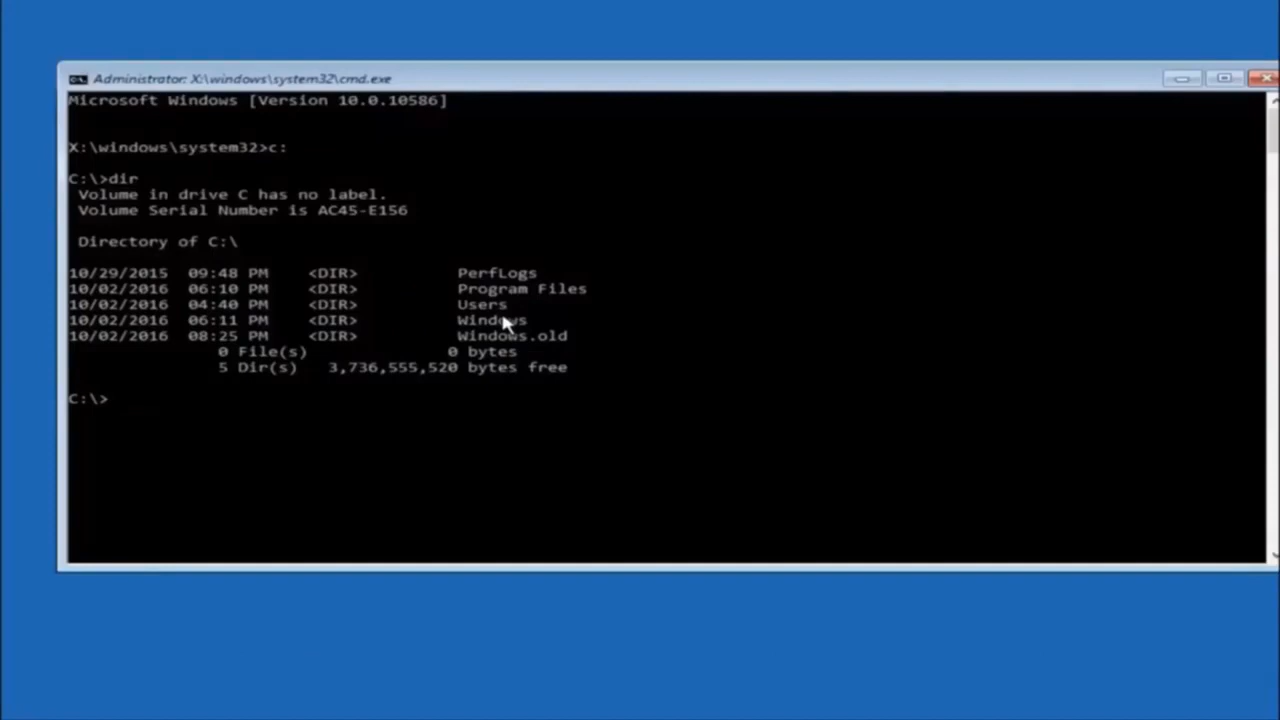 Administrator: X:\windows\system32\cmd.exe
Microsoft Windows [Version 10.0.10586]
X:\windows\system32>c:
C:\>dir
Volume in drive C has no label.
Volume Serial Number is AC45-E156
Directory of C:\
10/29/2015 09:48 PM <DIR> PerfLogs
10/02/2016 06:10 PM <DIR> Program Files
10/02/2016 04:40 PM <DIR> Users
10/02/2016 06:11 PM <DIR> Windows
10/02/2016 08:25 PM <DIR> Windows.old
0 File(s) 0 bytes
5 Dir(s) 3,736,555,520 bytes free
C:\>